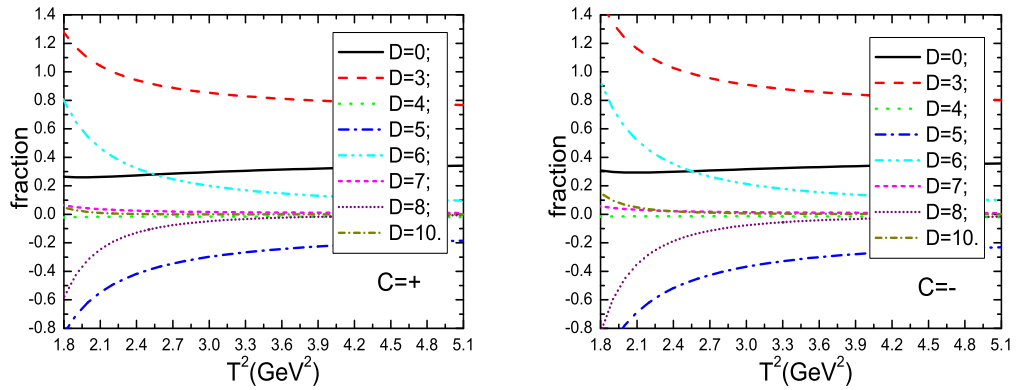 1.4
1.2
1.0
0.8
0.6
0.4
0.2
0.0
-0.2
-0.4
-0.6
-0.8
fraction
D=0;
D=3;
D=4;
D=5;
D=6;
D=7;
D=8;
D=10.
C=+
1.8 2.1 2.4 2.7 3.0 3.3 3.6 3.9 4.2 4.5 4.8 5.1
T²(GeV²)
1.4
1.2
1.0
0.8
0.6
0.4
0.2
0.0
-0.2
-0.4
-0.6
-0.8
fraction
D=0;
D=3;
D=4;
D=5;
D=6;
D=7;
D=8;
D=10.
C=-
1.8 2.1 2.4 2.7 3.0 3.3 3.6 3.9 4.2 4.5 4.8 5.1
T²(GeV²)